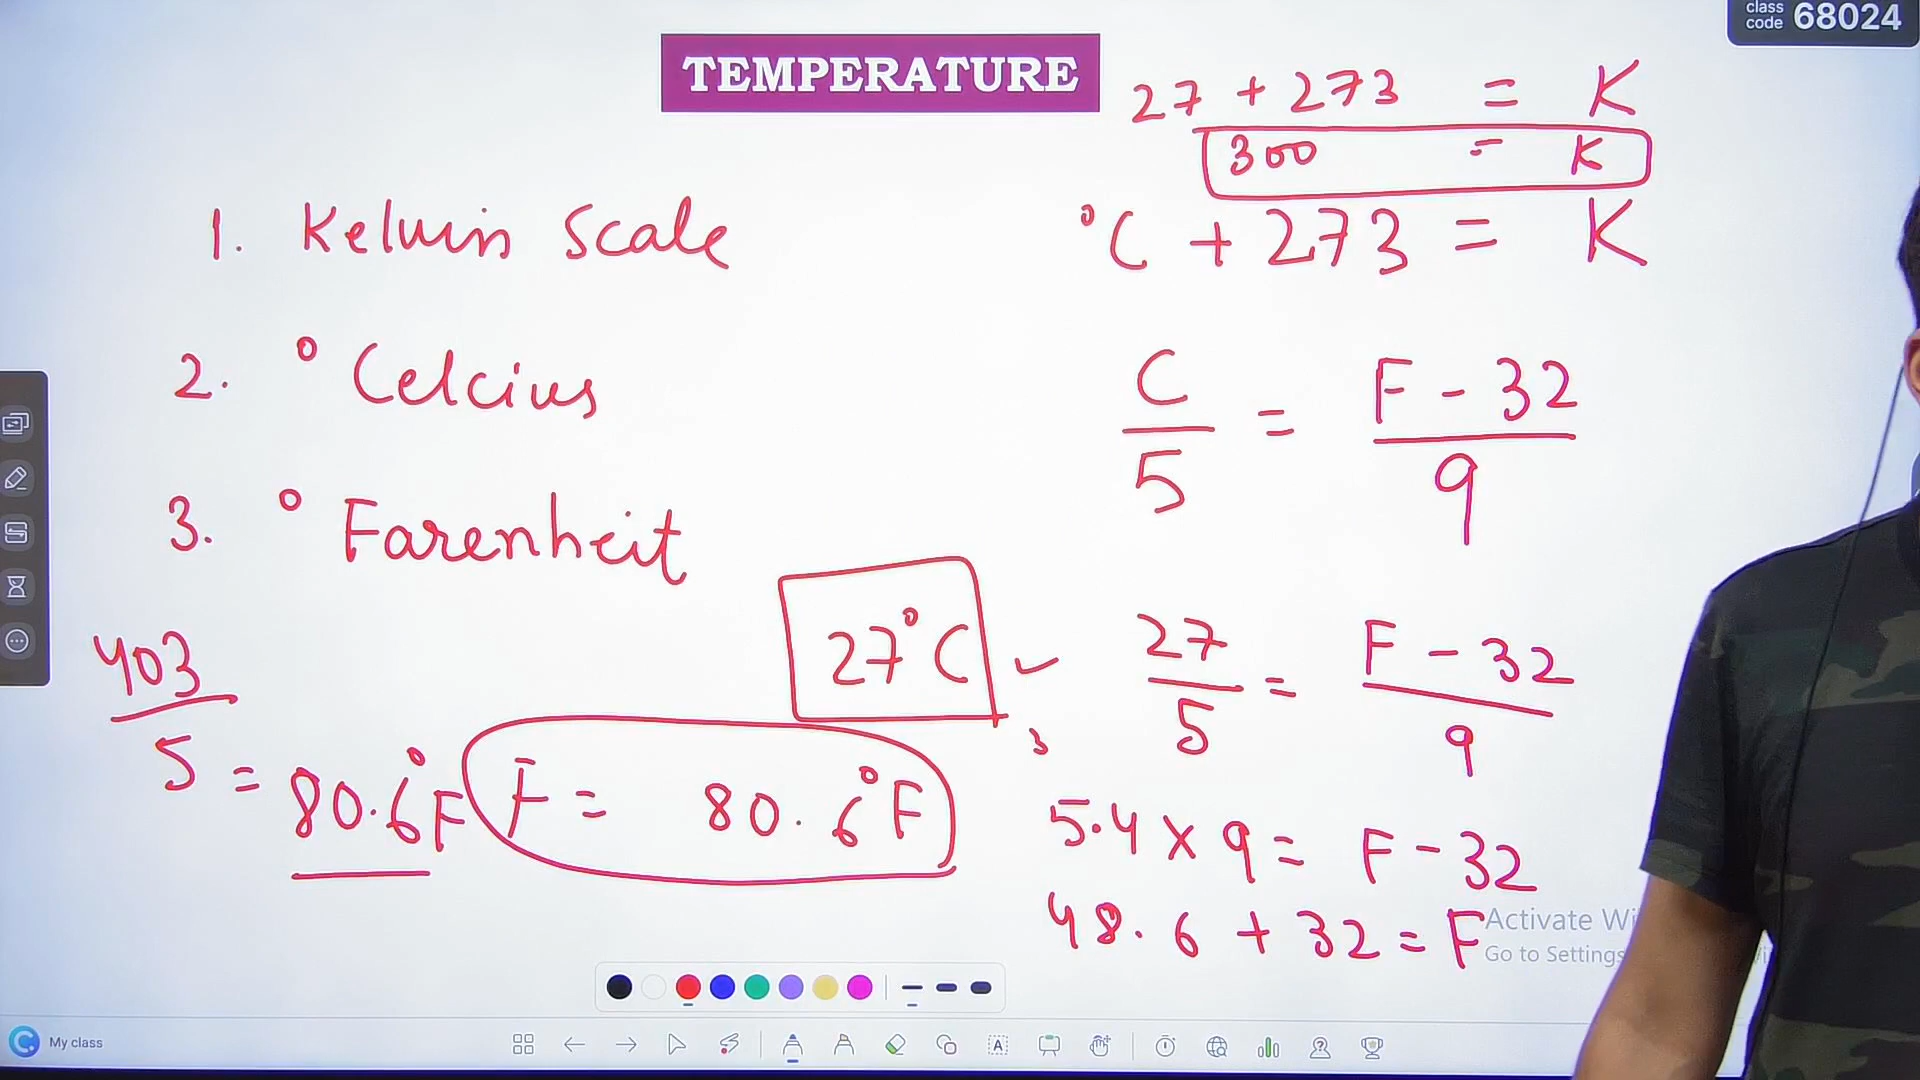 class code 68024
TEMPERATURE
27 + 273 = K
300 = K
1. Kelvin Scale
°C + 273 = K
2. ° Celcius
C/5 = F - 32/9
3. ° Farenheit
27°C ✓
27/5 = F - 32/9
403/5 = 80.6°F
F = 80.6°F
3
5.4 × 9 = F - 32
48.6 + 32 = F
Activate Wi
Go to Settings
My class